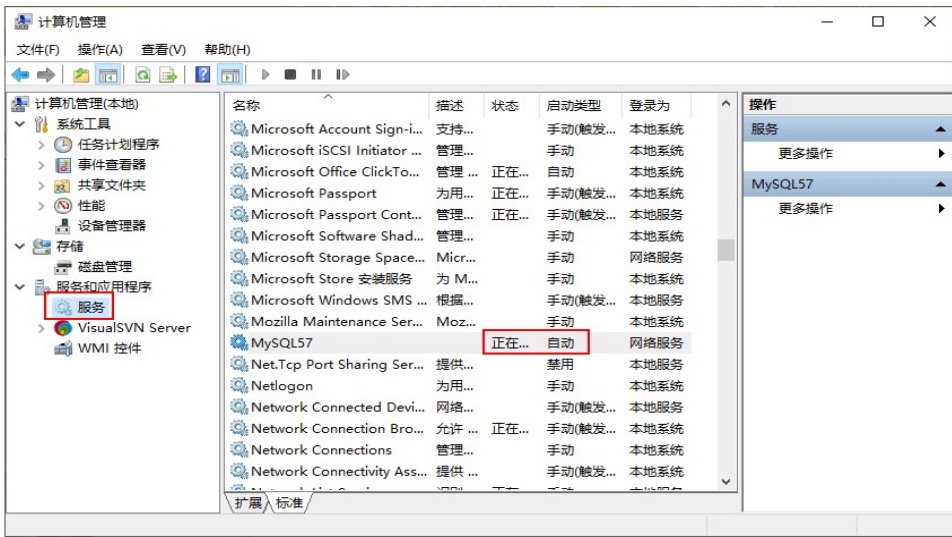 计算机管理
文件(F) 操作(A) 查看(V) 帮助(H)
计算机管理(本地)
系统工具
任务计划程序
事件查看器
共享文件夹
性能
设备管理器
存储
磁盘管理
服务和应用程序
服务
VisualSVN Server
WMI 控件
名称 描述 状态 启动类型 登录为
Microsoft Account Sign-i... 支持... 手动(触发... 本地系统
Microsoft iSCSI Initiator ... 管理... 手动 本地系统
Microsoft Office ClickTo... 管理 ... 正在... 自动 本地系统
Microsoft Passport 为用... 正在... 手动(触发... 本地系统
Microsoft Passport Cont... 管理... 正在... 手动(触发... 本地服务
Microsoft Software Shad... 管理... 手动 本地系统
Microsoft Storage Space... Micr... 手动 网络服务
Microsoft Store 安装服务 为 M... 手动 本地系统
Microsoft Windows SMS ... 根据... 手动(触发... 本地服务
Mozilla Maintenance Ser... Moz... 手动 本地系统
MySQL57 正在... 自动 网络服务
Net.Tcp Port Sharing Ser... 提供... 禁用 本地服务
Netlogon 为用... 手动 本地系统
Network Connected Devi... 网络... 手动(触发... 本地服务
Network Connection Bro... 允许 ... 正在... 手动(触发... 本地系统
Network Connections 管理... 手动 本地系统
Network Connectivity Ass... 提供 ... 手动(触发... 本地系统
扩展 标准
操作
服务
更多操作
MySQL57
更多操作